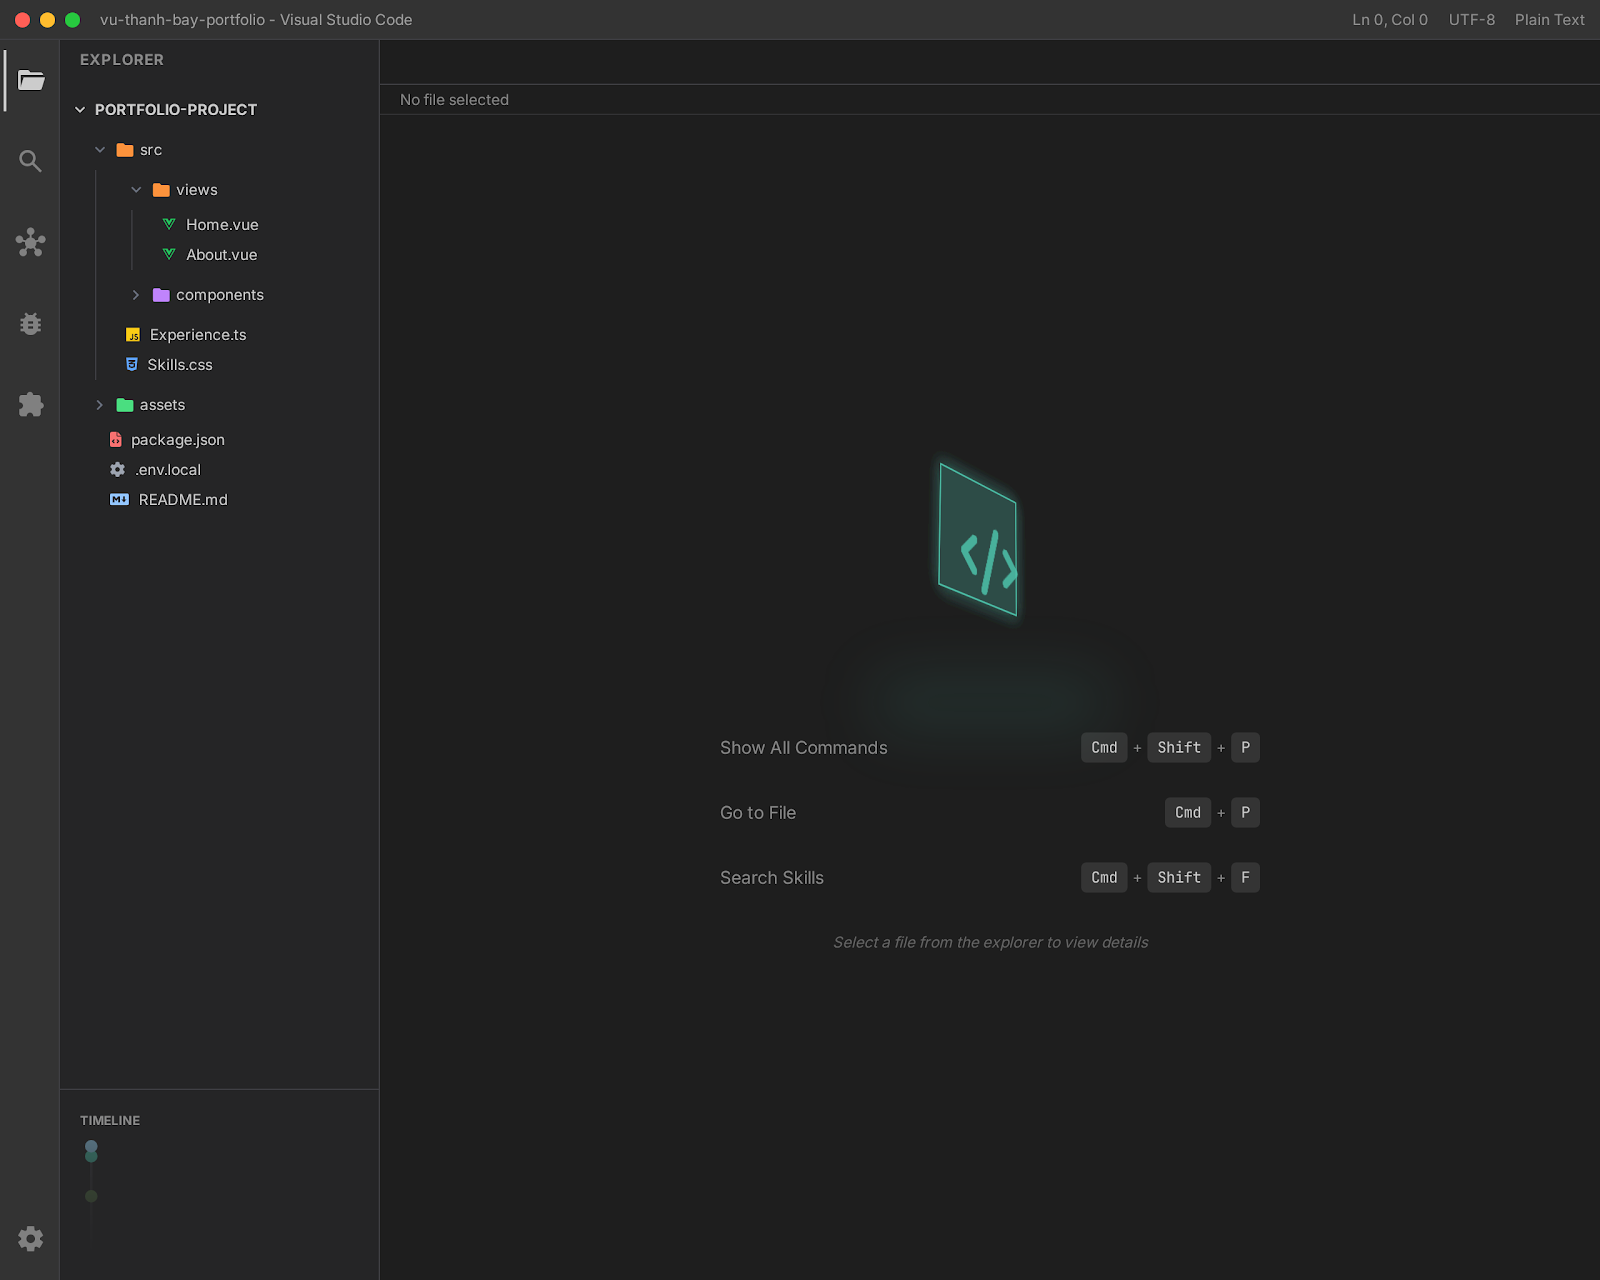 vu-thanh-bay-portfolio - Visual Studio Code
Ln 0, Col 0 UTF-8 Plain Text
EXPLORER
No file selected
PORTFOLIO-PROJECT
src
views
Home.vue
About.vue
components
JS Experience.ts
Skills.css
assets
package.json
.env.local
README.md
</>
Show All Commands Cmd + Shift + P
Go to File Cmd + P
Search Skills Cmd + Shift + F
Select a file from the explorer to view details
TIMELINE